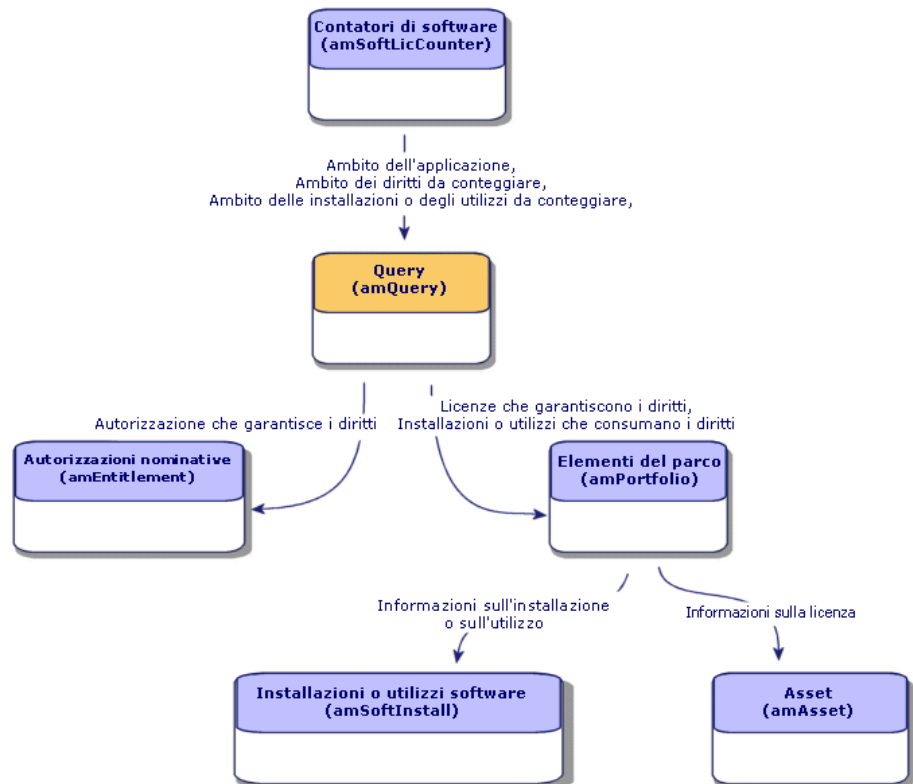 Contatori di software
(amSoftLicCounter)
Ambito dell'applicazione,
Ambito dei diritti da conteggiare,
Ambito delle installazioni o degli utilizzi da conteggiare,
Query
(amQuery)
Autorizzazione che garantisce i diritti
Licenze che garantiscono i diritti,
Installazioni o utilizzi che consumano i diritti
Autorizzazioni nominative
(amEntitlement)
Elementi del parco
(amPortfolio)
Informazioni sull'installazione
o sull'utilizzo
Informazioni sulla licenza
Installazioni o utilizzi software
(amSoftInstall)
Asset
(amAsset)